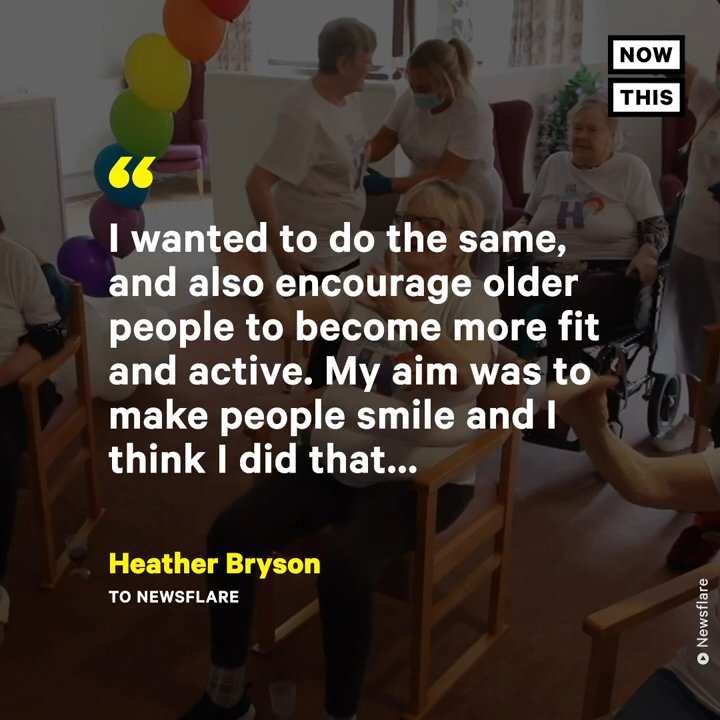 NOW
THIS
“
I wanted to do the same,
and also encourage older
people to become more fit
and active. My aim was to
make people smile and I
think I did that...
Heather Bryson
TO NEWSFLARE
Newsflare